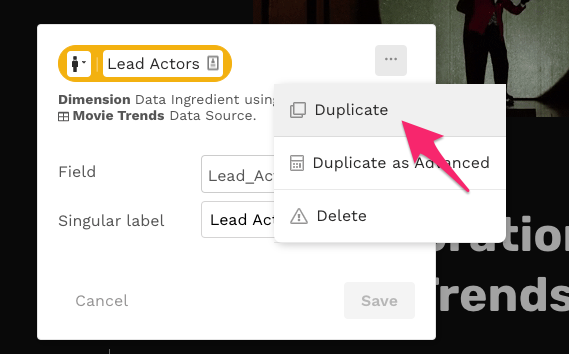 Lead Actors
Dimension Data Ingredient using
Movie Trends Data Source.
Duplicate
Duplicate as Advanced
Delete
Field
Lead_Ac
Singular label
Lead Act
Cancel
Save
oration
Trends